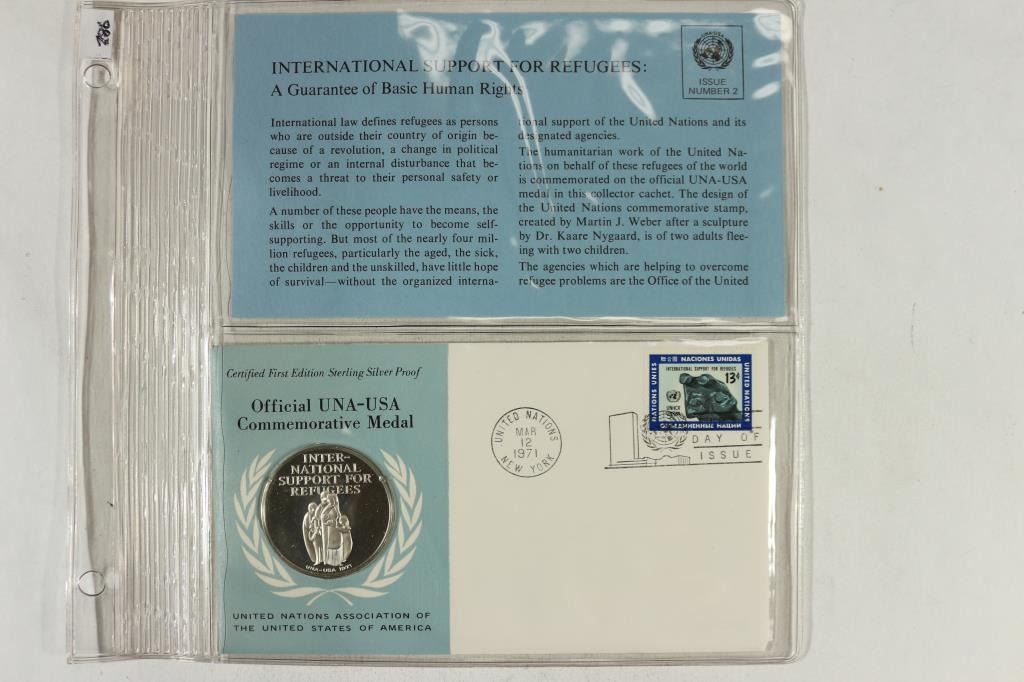 982
INTERNATIONAL SUPPORT FOR REFUGEES:
A Guarantee of Basic Human Rights
UNA-USA
ISSUE
NUMBER 2
International law defines refugees as persons
who are outside their country of origin be-
cause of a revolution, a change in political
regime or an internal disturbance that be-
comes a threat to their personal safety or
livelihood.
A number of these people have the means, the
skills or the opportunity to become self-
supporting. But most of the nearly four mil-
lion refugees, particularly the aged, the sick,
the children and the unskilled, have little hope
of survival—without the organized interna-
tional support of the United Nations and its
designated agencies.
The humanitarian work of the United Na-
tions on behalf of these refugees of the world
is commemorated on the official UNA-USA
medal in this collector cachet. The design of
the United Nations commemorative stamp,
created by Martin J. Weber after a sculpture
by Dr. Kaare Nygaard, is of two adults flee-
ing with two children.
The agencies which are helping to overcome
refugee problems are the Office of the United
Certified First Edition Sterling Silver Proof
Official UNA-USA
Commemorative Medal
INTER-
NATIONAL
SUPPORT FOR
REFUGEES
UNA-USA 1971
UNITED NATIONS ASSOCIATION OF
THE UNITED STATES OF AMERICA
UNITED NATIONS
MAR
12
1971
NEW YORK
NACIONES UNIDAS
INTERNATIONAL SUPPORT FOR REFUGEES
13¢
NATIONS UNIES
UNITED NATIONS
UNHCR
ОБЪЕДИНЕННЫЕ НАЦИИ
DAY OF
ISSUE